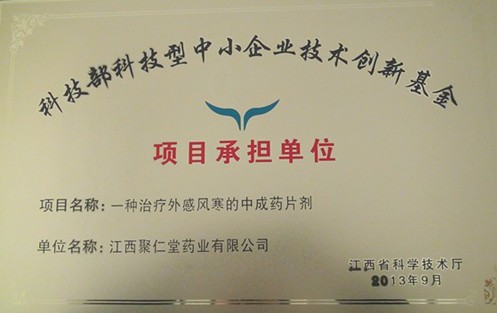 科技部科技型中小企业技术创新基金
项目承担单位
项目名称：一种治疗外感风寒的中成药片剂
单位名称：江西聚仁堂药业有限公司
江西省科学技术厅
2013年9月